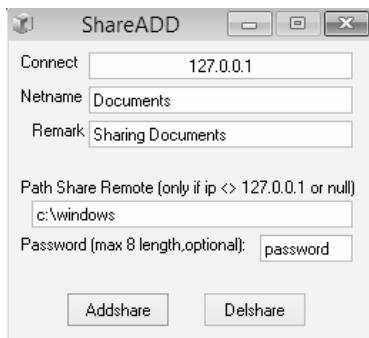 ShareADD
Connect 127.0.0.1
Netname Documents
Remark Sharing Documents
Path Share Remote (only if ip <> 127.0.0.1 or null)
c:\windows
Password (max 8 length,optional): password
Addshare Delshare